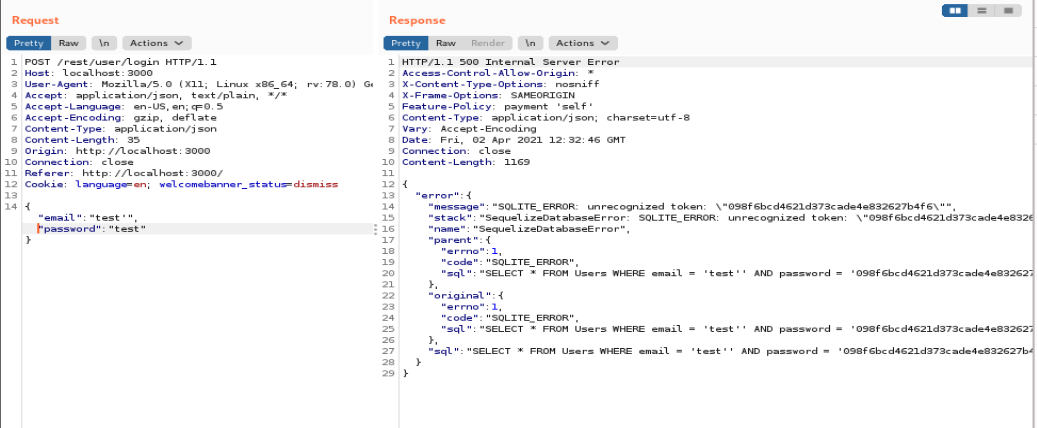 Request
Pretty Raw \n Actions
1 POST /rest/user/login HTTP/1.1
2 Host: localhost:3000
3 User-Agent: Mozilla/5.0 (X11; Linux x86_64; rv:78.0) Ge
4 Accept: application/json, text/plain, */*
5 Accept-Language: en-US,en;q=0.5
6 Accept-Encoding: gzip, deflate
7 Content-Type: application/json
8 Content-Length: 35
9 Origin: http://localhost:3000
10 Connection: close
11 Referer: http://localhost:3000/
12 Cookie: language=en; welcomebanner_status=dismiss
13
14 {
"email":"test'",
"password":"test"
}
Response
Pretty Raw Render \n Actions
1 HTTP/1.1 500 Internal Server Error
2 Access-Control-Allow-Origin: *
3 X-Content-Type-Options: nosniff
4 X-Frame-Options: SAMEORIGIN
5 Feature-Policy: payment 'self'
6 Content-Type: application/json; charset=utf-8
7 Vary: Accept-Encoding
8 Date: Fri, 02 Apr 2021 12:32:46 GMT
9 Connection: close
10 Content-Length: 1169
11
12 {
13 "error":{
14 "message":"SQLITE_ERROR: unrecognized token: \"098f6bcd4621d373cade4e832627b4f6\"",
15 "stack":"SequelizeDatabaseError: SQLITE_ERROR: unrecognized token: \"098f6bcd4621d373cade4e8326
16 "name":"SequelizeDatabaseError",
17 "parent":{
18 "errno":1,
19 "code":"SQLITE_ERROR",
20 "sql":"SELECT * FROM Users WHERE email = 'test'' AND password = '098f6bcd4621d373cade4e832627
21 },
22 "original":{
23 "errno":1,
24 "code":"SQLITE_ERROR",
25 "sql":"SELECT * FROM Users WHERE email = 'test'' AND password = '098f6bcd4621d373cade4e832627
26 },
27 "sql":"SELECT * FROM Users WHERE email = 'test'' AND password = '098f6bcd4621d373cade4e832627b4
28 }
29 }